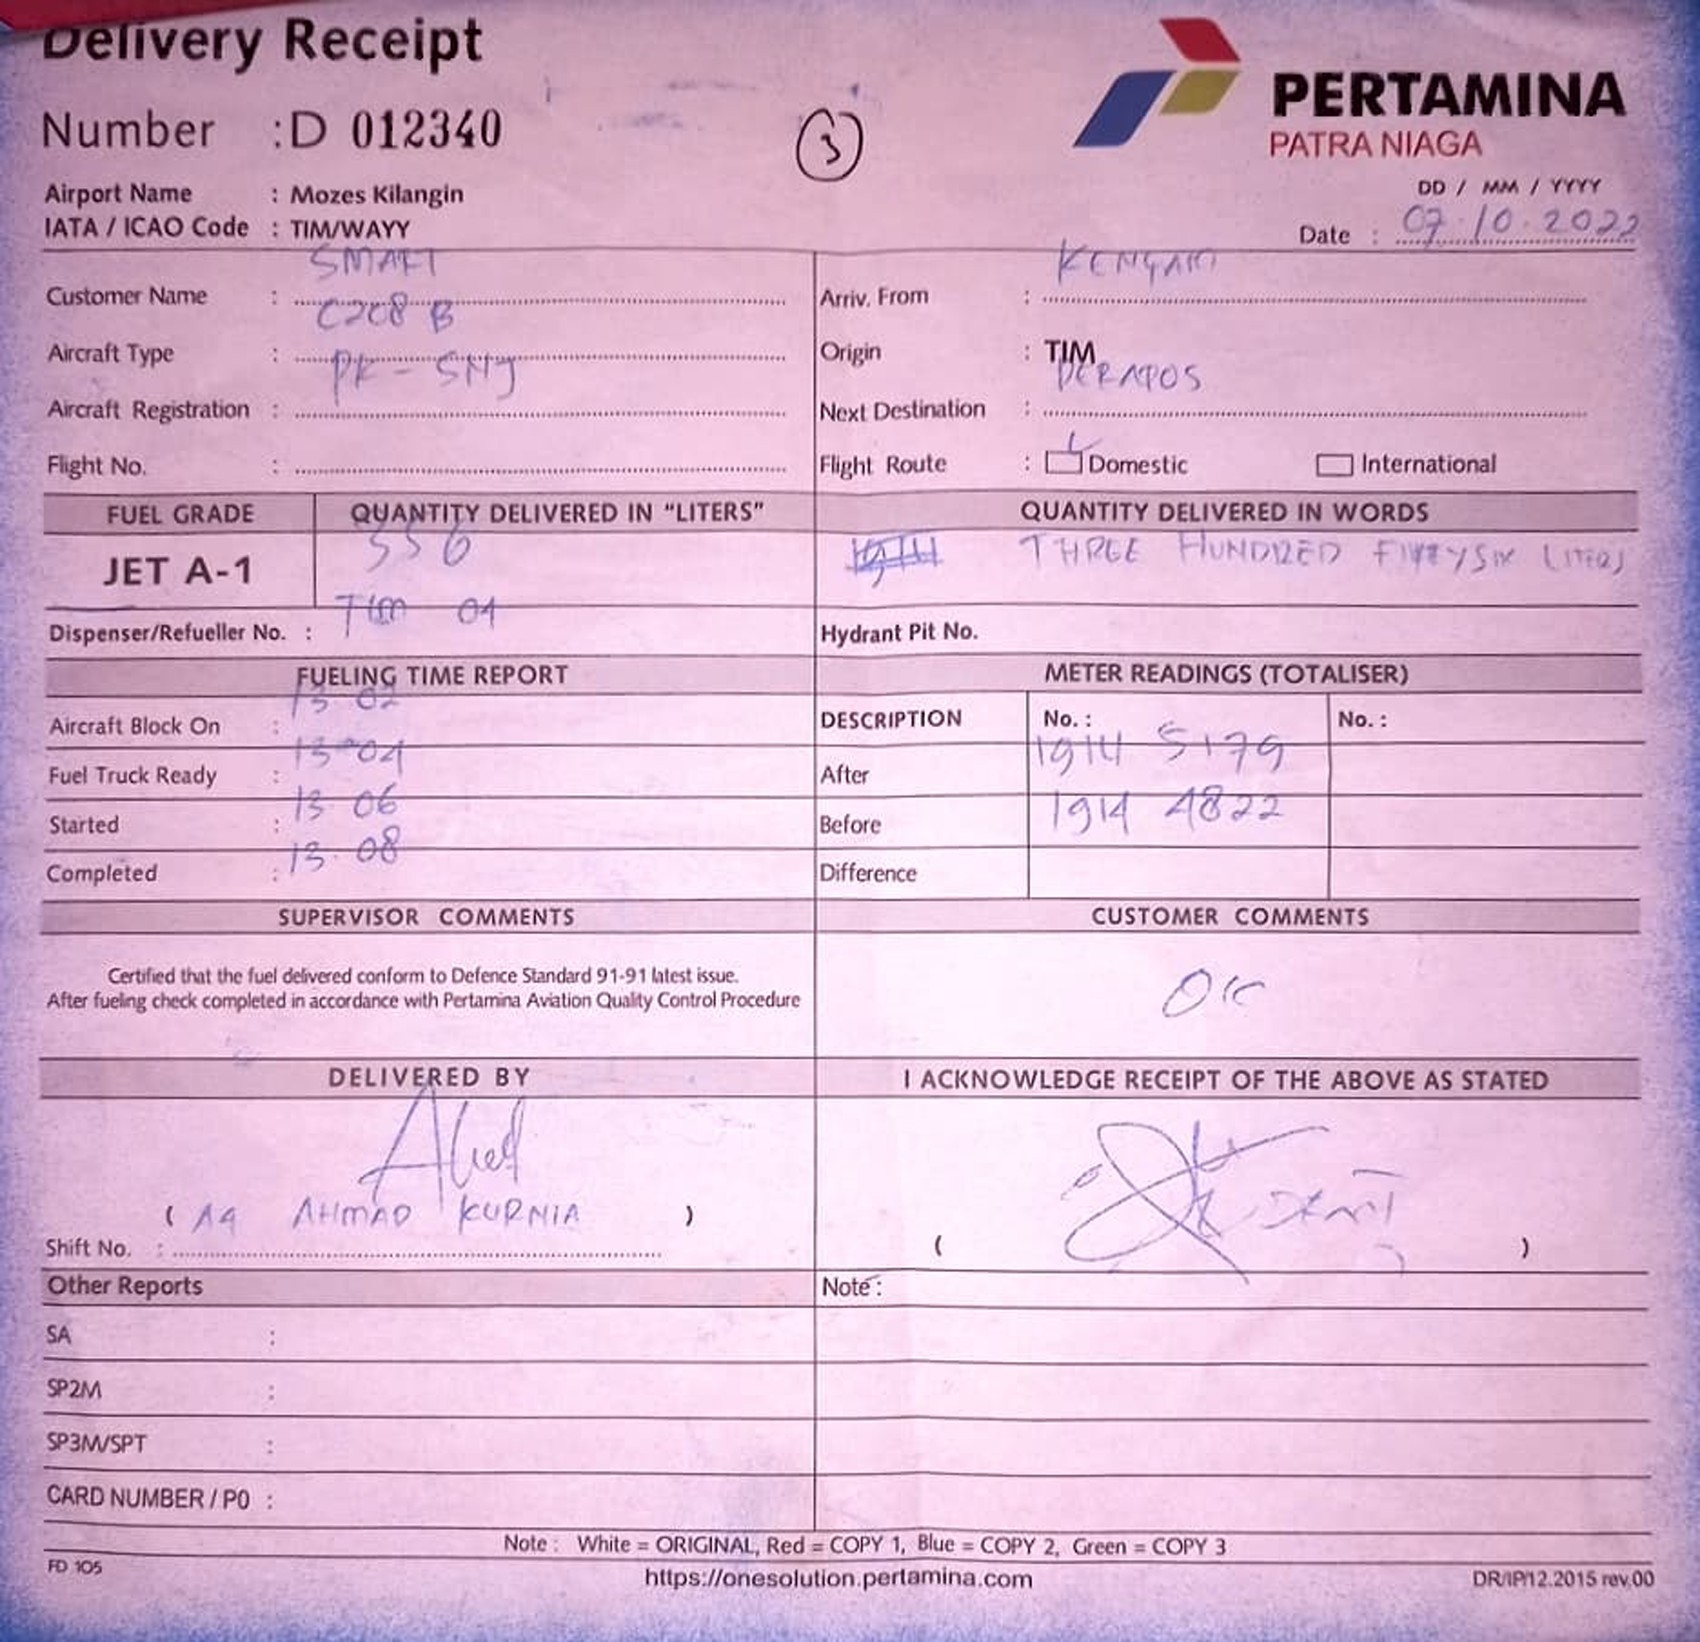 Delivery Receipt
PERTAMINA
PATRA NIAGA
Number : D 012340
3
Airport Name : Mozes Kilangin
DD / MM / YYYY
IATA / ICAO Code : TIM/WAYY
Date : 07.10.2022
Customer Name : SMART
Arriv. From :
Aircraft Type : C208 B
Origin : TIM
Aircraft Registration : PK-SNJ
Next Destination :
Flight No. :
Flight Route : Domestic International
FUEL GRADE QUANTITY DELIVERED IN "LITERS" QUANTITY DELIVERED IN WORDS
JET A-1 356 THREE HUNDRED FIFTYSIX LITERS
Dispenser/Refueller No. : TIM 04 Hydrant Pit No.
FUELING TIME REPORT METER READINGS (TOTALISER)
Aircraft Block On : 13 02 DESCRIPTION No. : No. :
Fuel Truck Ready : 13-04 After 1914 5179
Started : 13 06 Before 1914 4822
Completed : 13.08 Difference
SUPERVISOR COMMENTS CUSTOMER COMMENTS
Certified that the fuel delivered conform to Defence Standard 91-91 latest issue.
After fueling check completed in accordance with Pertamina Aviation Quality Control Procedure
OK
DELIVERED BY I ACKNOWLEDGE RECEIPT OF THE ABOVE AS STATED
( AHMAD KURNIA )
Shift No. : ( )
Other Reports Note :
SA :
SP2M :
SP3M/SPT :
CARD NUMBER / PO :
Note : White = ORIGINAL, Red = COPY 1, Blue = COPY 2, Green = COPY 3
FD 105 https://onesolution.pertamina.com DR/IP/12.2015 rev.00